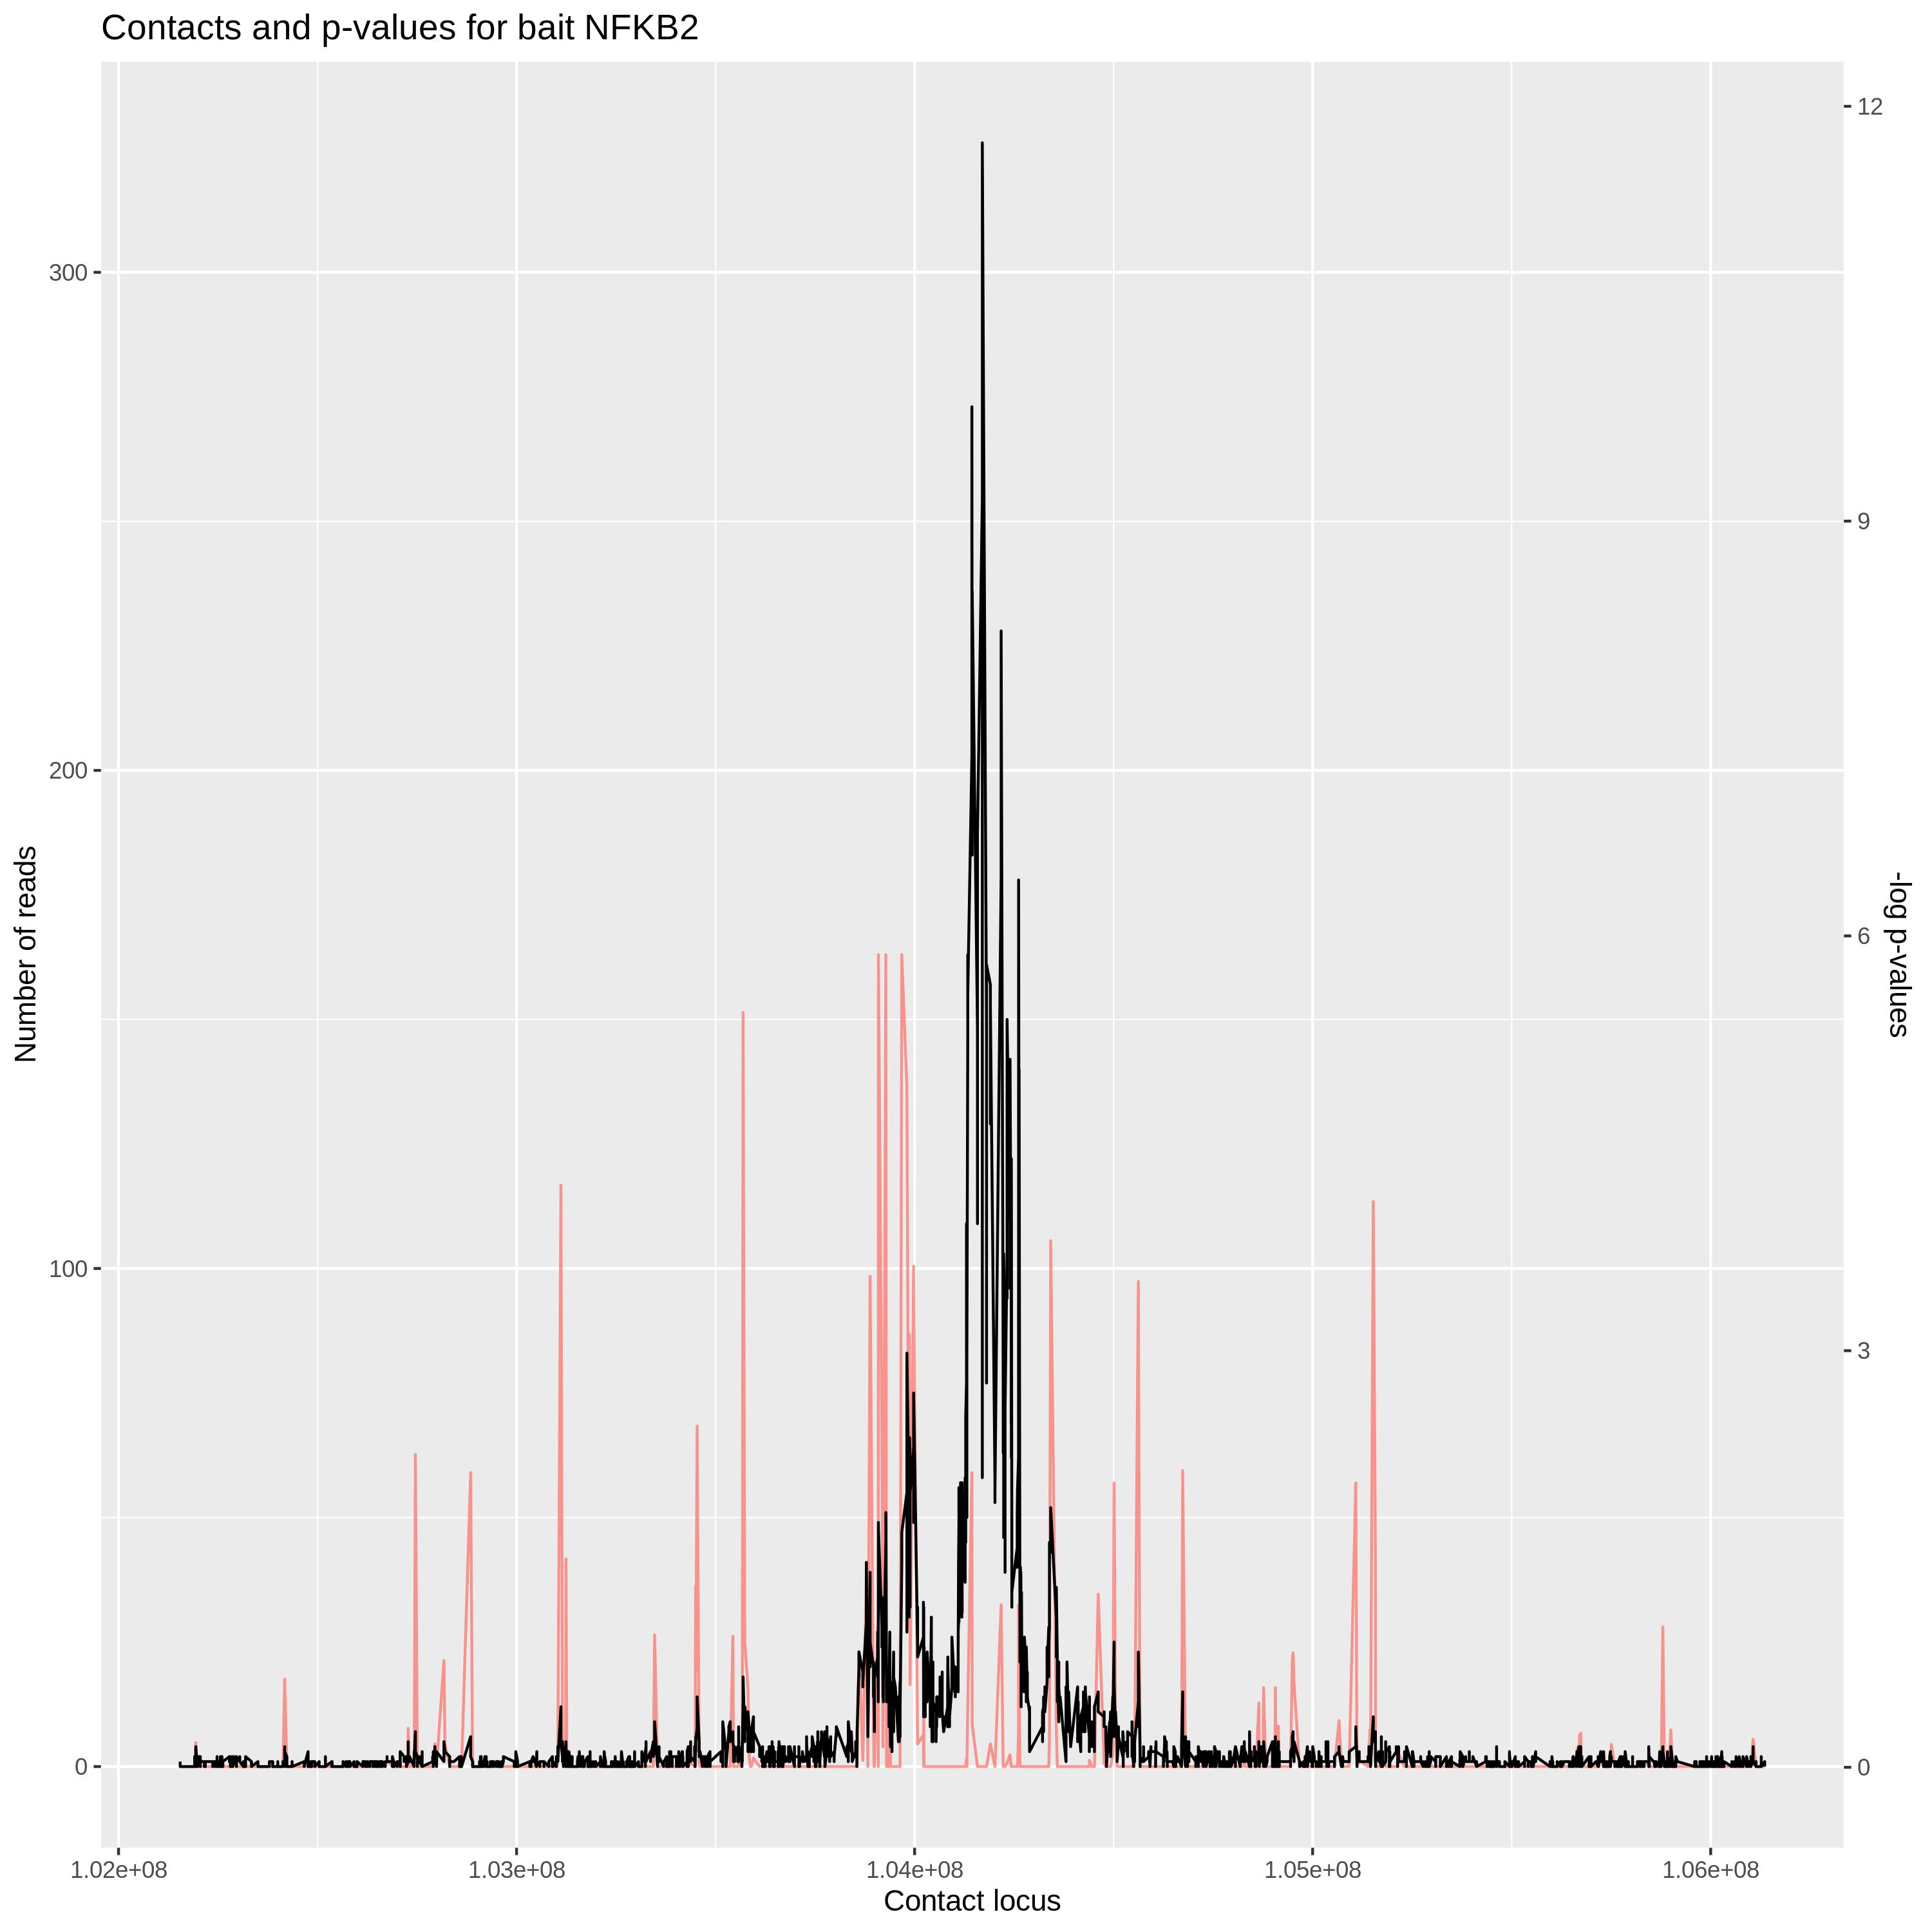 Contacts and p-values for bait NFKB2
Number of reads
300
200
100
0
12
9
6
3
0
-log p-values
1.02e+08 1.03e+08 1.04e+08 1.05e+08 1.06e+08
Contact locus